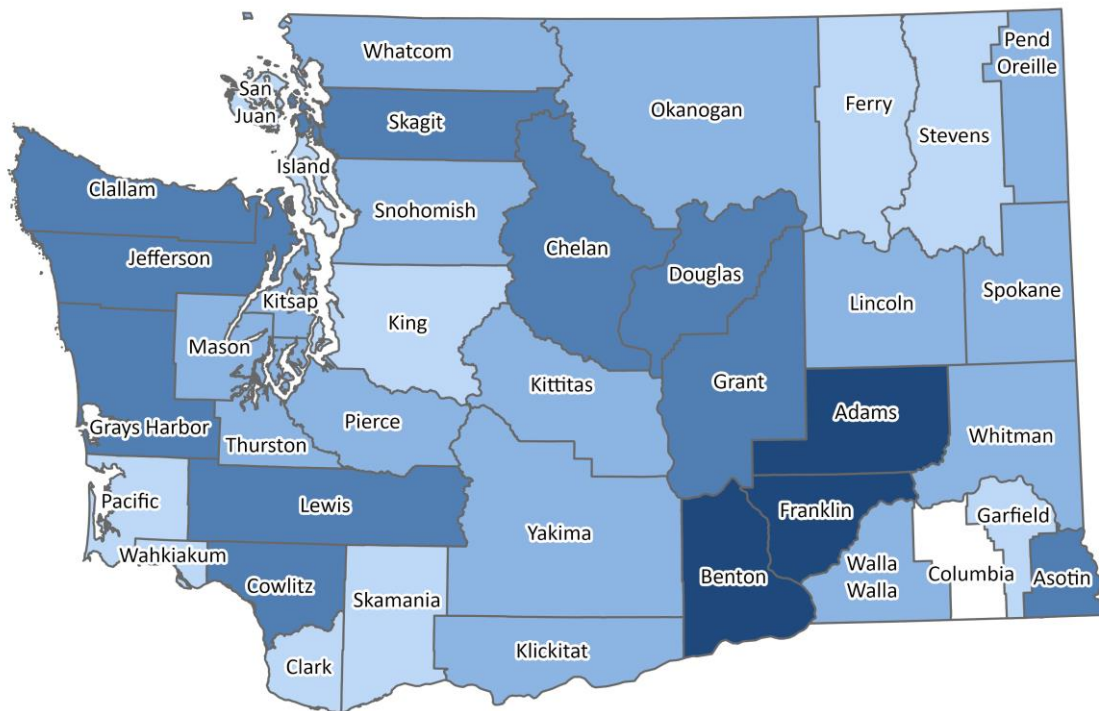 Whatcom
Pend
Oreille
San
Juan
Skagit
Okanogan
Ferry
Stevens
Island
Clallam
Snohomish
Jefferson
Chelan
Douglas
Kitsap
King
Lincoln
Spokane
Mason
Kittitas
Grant
Adams
Grays Harbor
Thurston
Pierce
Whitman
Pacific
Lewis
Yakima
Franklin
Garfield
Wahkiakum
Cowlitz
Skamania
Benton
Walla
Walla
Columbia
Asotin
Clark
Klickitat